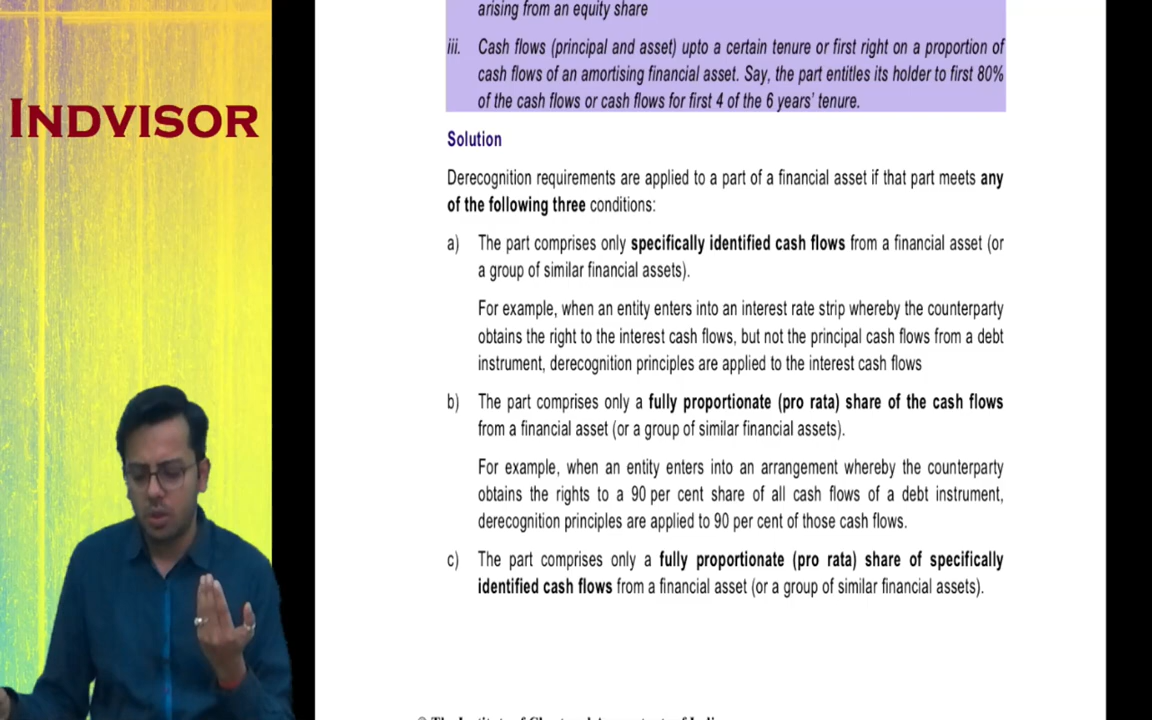 INDVISOR
arising from an equity share
iii. Cash flows (principal and asset) upto a certain tenure or first right on a proportion of
cash flows of an amortising financial asset. Say, the part entitles its holder to first 80%
of the cash flows or cash flows for first 4 of the 6 years' tenure.
Solution
Derecognition requirements are applied to a part of a financial asset if that part meets any
of the following three conditions:
a) The part comprises only specifically identified cash flows from a financial asset (or
a group of similar financial assets).
For example, when an entity enters into an interest rate strip whereby the counterparty
obtains the right to the interest cash flows, but not the principal cash flows from a debt
instrument, derecognition principles are applied to the interest cash flows
b) The part comprises only a fully proportionate (pro rata) share of the cash flows
from a financial asset (or a group of similar financial assets).
For example, when an entity enters into an arrangement whereby the counterparty
obtains the rights to a 90 per cent share of all cash flows of a debt instrument,
derecognition principles are applied to 90 per cent of those cash flows.
c) The part comprises only a fully proportionate (pro rata) share of specifically
identified cash flows from a financial asset (or a group of similar financial assets).